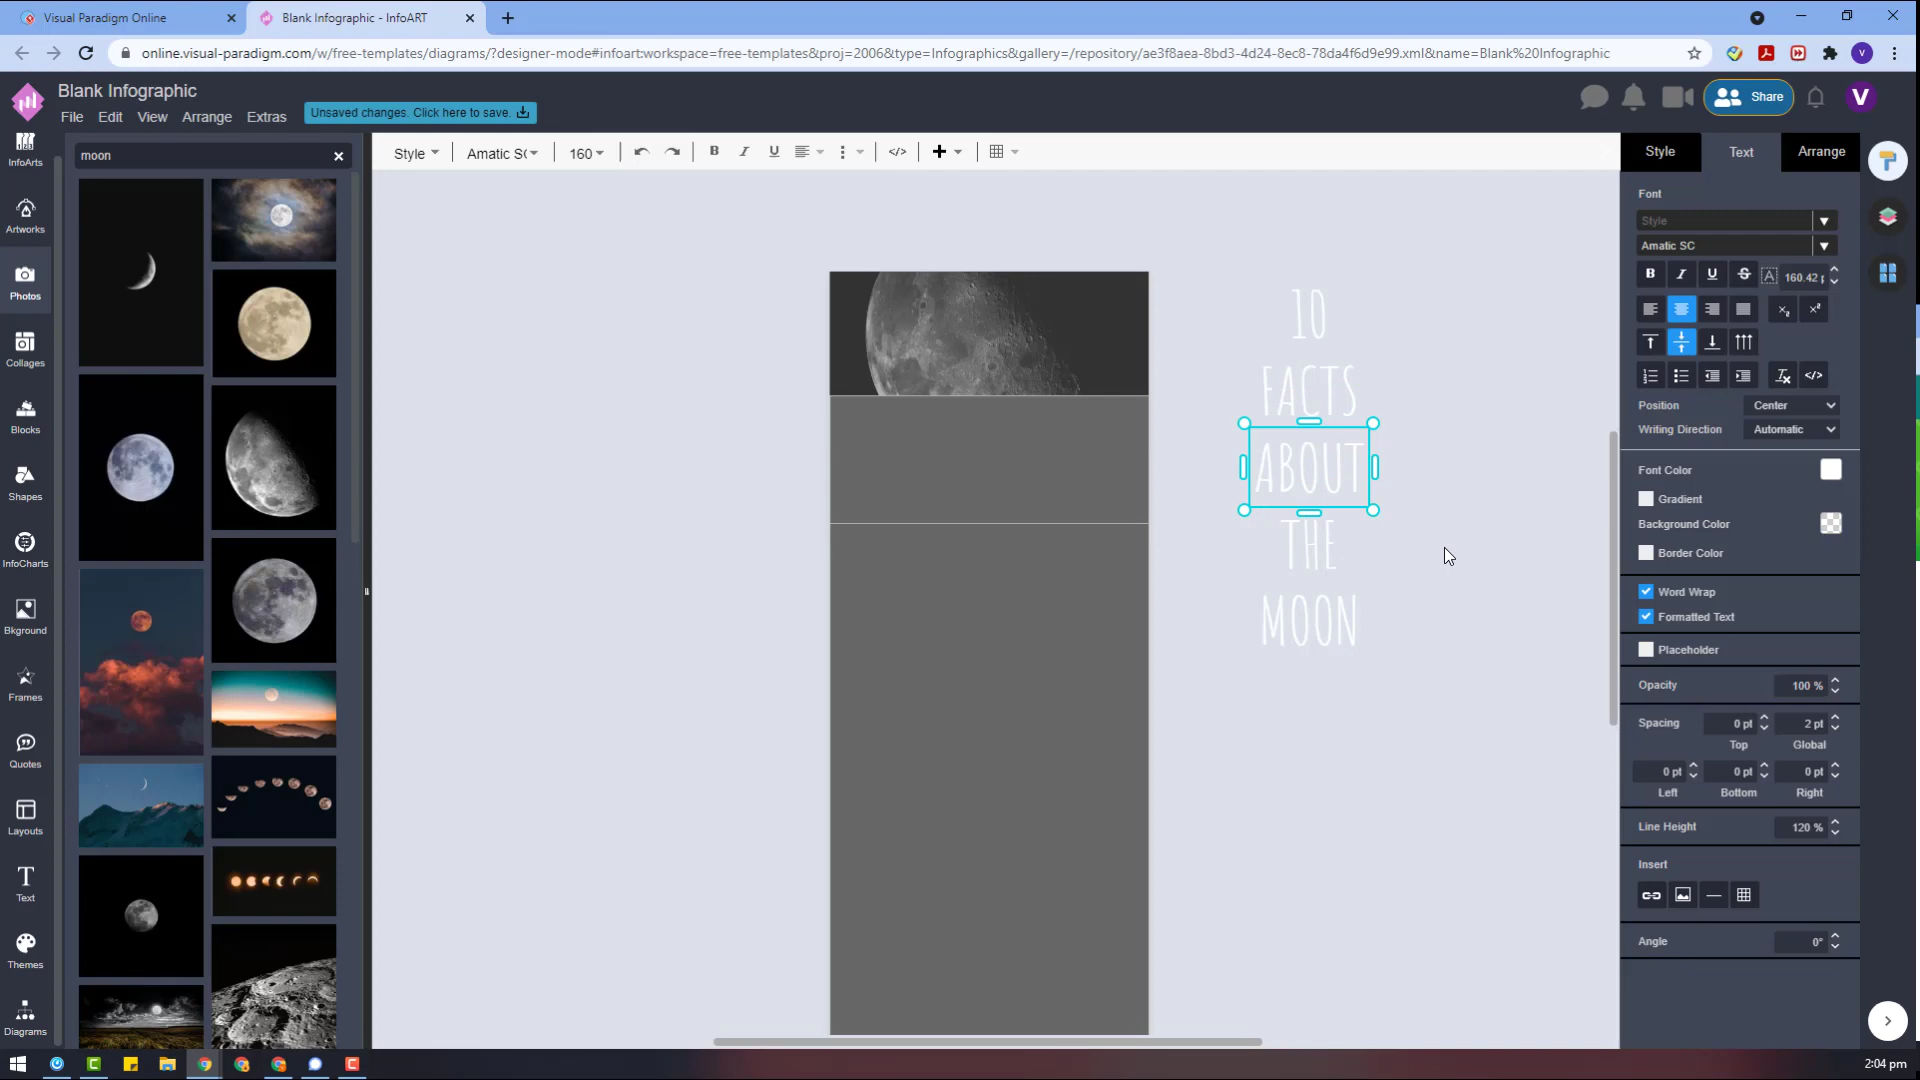 Visual Paradigm Online
Blank Infographic - InfoART
online.visual-paradigm.com/w/free-templates/diagrams/?designer-mode#infoart:workspace=free-templates&proj=2006&type=Infographics&gallery=/repository/ae3f8aea-8bd3-4d24-8ec8-78da4f6d9e99.xml&name=Blank%20Infographic
V
Blank Infographic
File Edit View Arrange Extras
Unsaved changes. Click here to save.
Share
V
InfoArts
Artworks
Photos
Collages
Blocks
Shapes
InfoCharts
Bkground
Frames
Quotes
Layouts
Text
Themes
Diagrams
moon
Style
Amatic S
160
B I U
10
FACTS
ABOUT
THE
MOON
Style Text Arrange
Font
Style
Amatic SC
B I U S A 160.42 p
Position Center
Writing Direction Automatic
Font Color
Gradient
Background Color
Border Color
Word Wrap
Formatted Text
Placeholder
Opacity 100 %
Spacing 0 pt 2 pt
Top Global
0 pt 0 pt 0 pt
Left Bottom Right
Line Height 120 %
Insert
Angle 0°
2:04 pm